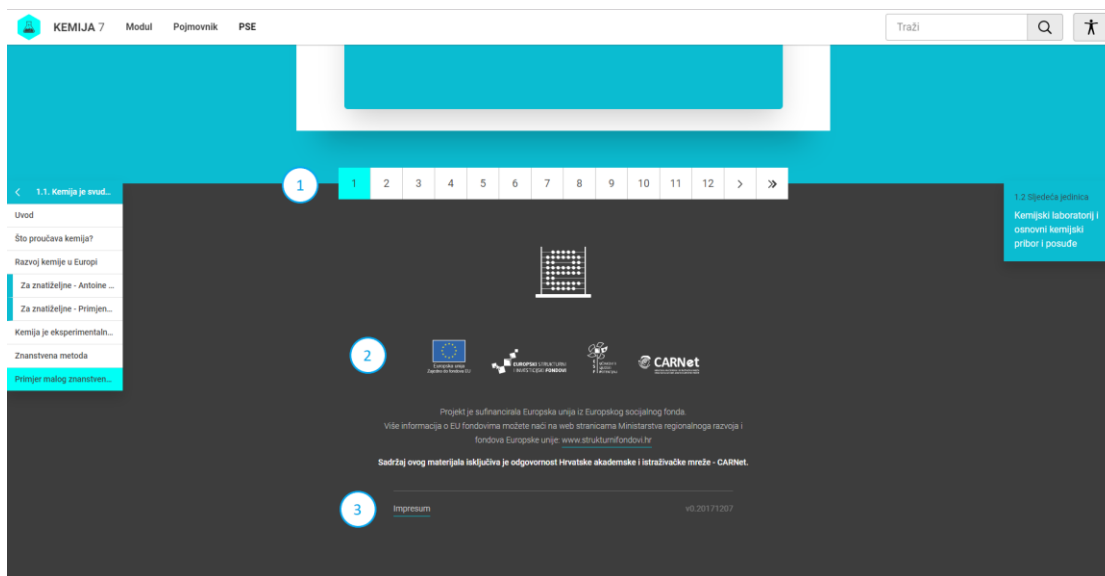 KEMIJA 7 Modul Pojmovnik PSE Traži
1
1 2 3 4 5 6 7 8 9 10 11 12 > »
1.1. Kemija je svud...
Uvod
Što proučava kemija?
Razvoj kemije u Europi
Za znatiželjne - Antoine ...
Za znatiželjne - Primjen...
Kemija je eksperimentaln...
Znanstvena metoda
Primjer malog znanstven...
1.2 Sljedeća jedinica
Kemijski laboratorij i
osnovni kemijski
pribor i posuđe
2
Europska unija
Zajedno do fondova EU
EUROPSKI STRUKTURNI
I INVESTICIJSKI FONDOVI
CARNet
Projekt je sufinancirala Europska unija iz Europskog socijalnog fonda.
Više informacija o EU fondovima možete naći na web stranicama Ministarstva regionalnoga razvoja i
fondova Europske unije: www.strukturnifondovi.hr
Sadržaj ovog materijala isključiva je odgovornost Hrvatske akademske i istraživačke mreže - CARNet.
3
Impresum v0.20171207